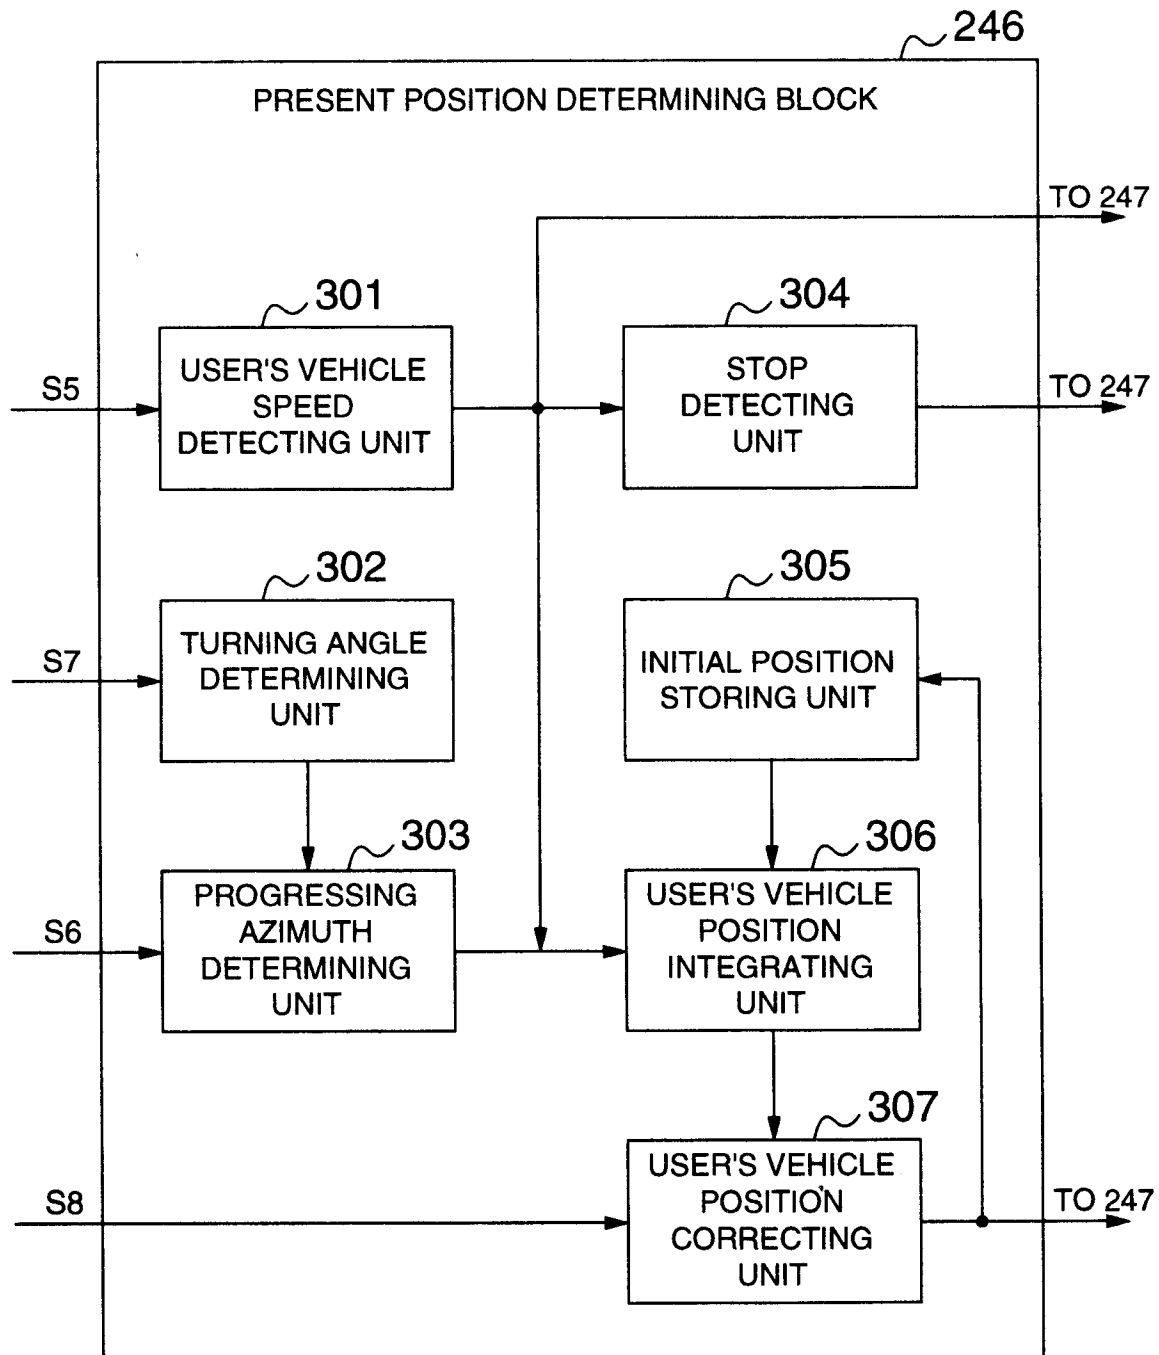 246
PRESENT POSITION DETERMINING BLOCK
TO 247
301
304
S5
USER'S VEHICLE
SPEED
DETECTING UNIT
STOP
DETECTING
UNIT
TO 247
302
305
S7
TURNING ANGLE
DETERMINING
UNIT
INITIAL POSITION
STORING UNIT
303
306
S6
PROGRESSING
AZIMUTH
DETERMINING
UNIT
USER'S VEHICLE
POSITION
INTEGRATING
UNIT
307
S8
USER'S VEHICLE
POSITION
CORRECTING
UNIT
TO 247